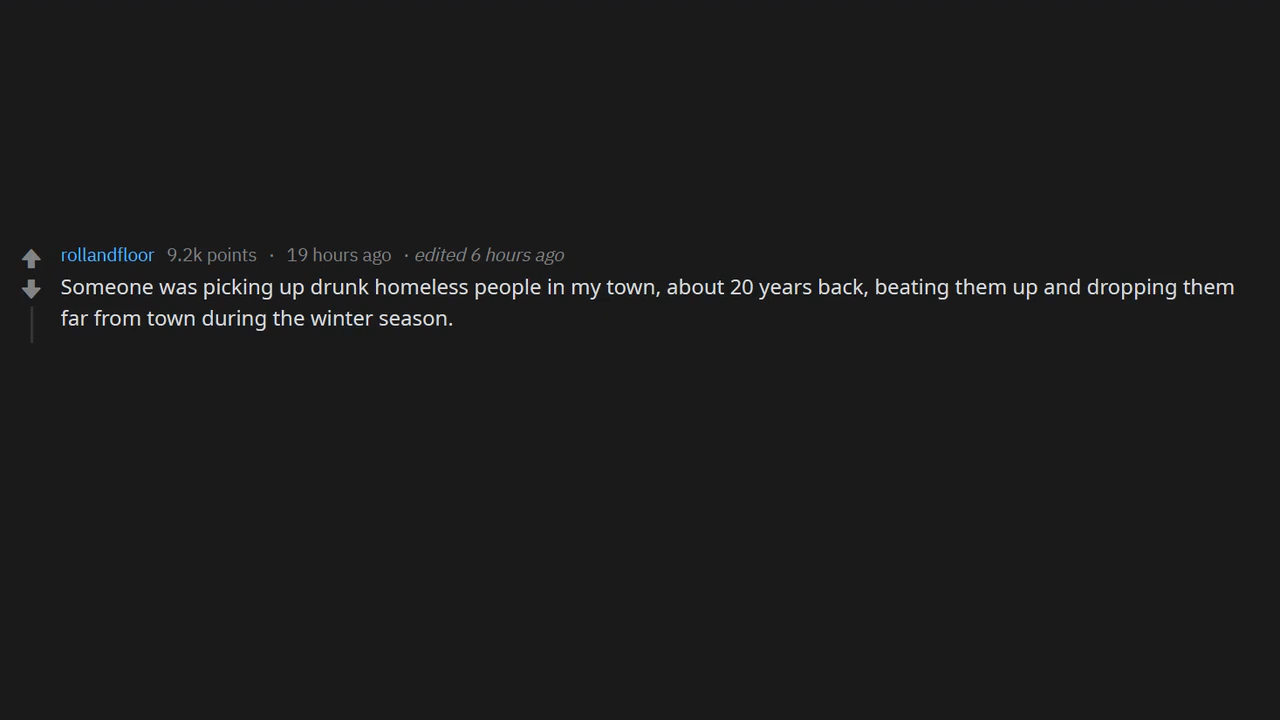 rollandfloor 9.2k points · 19 hours ago · edited 6 hours ago
Someone was picking up drunk homeless people in my town, about 20 years back, beating them up and dropping them
far from town during the winter season.